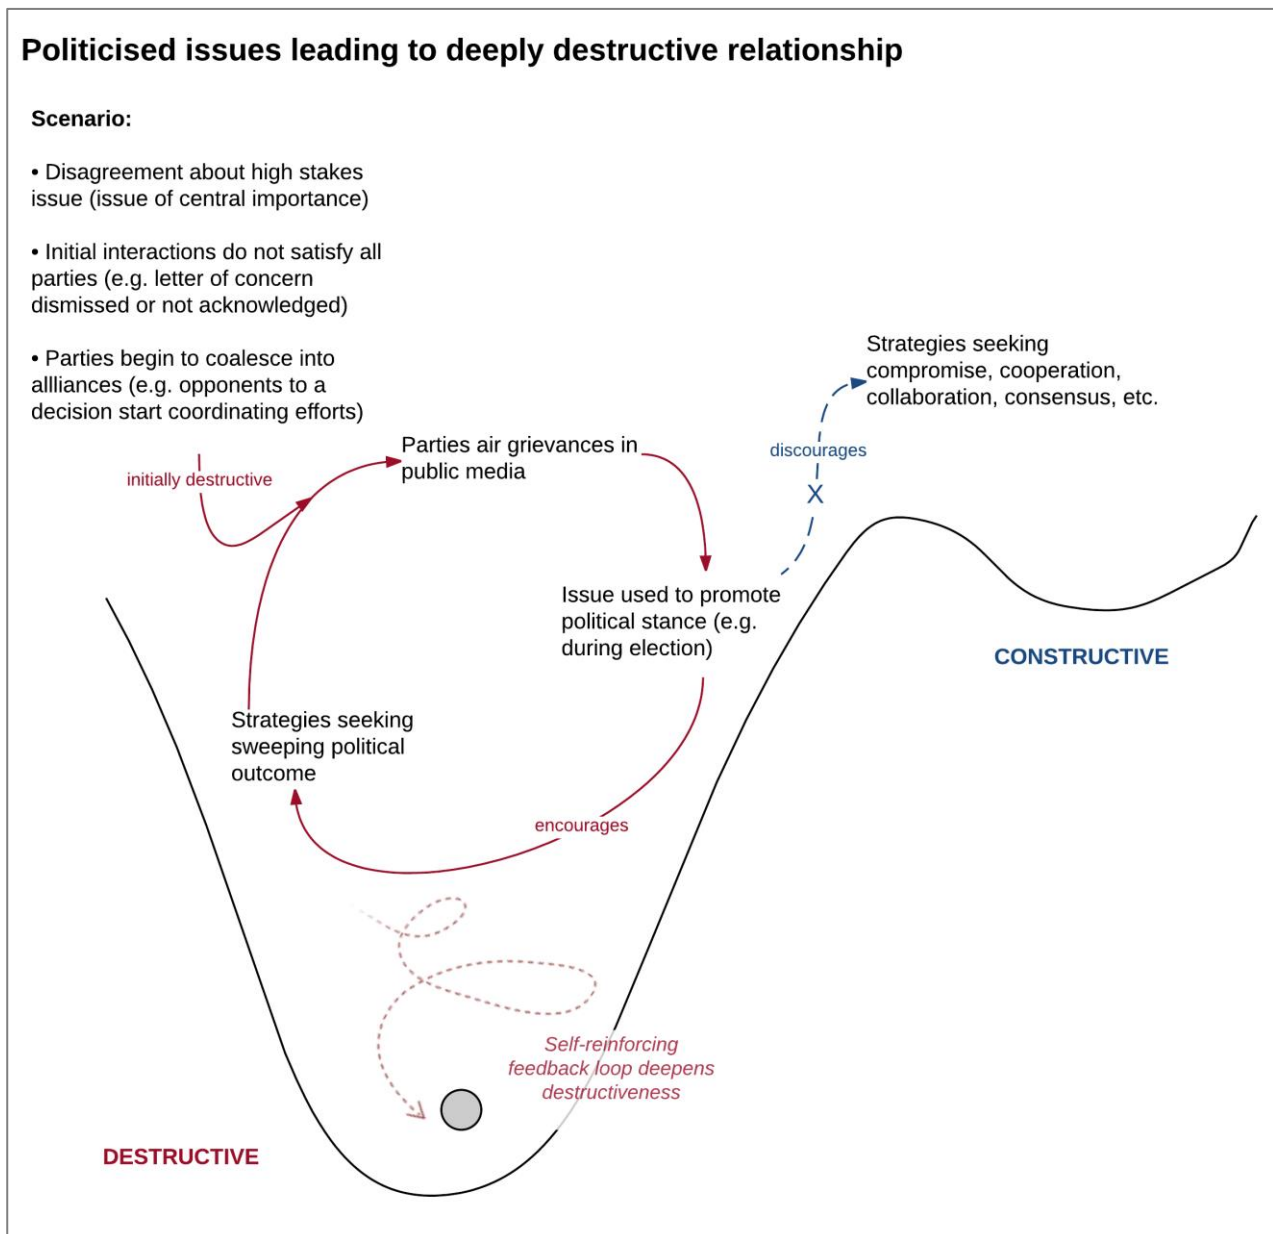 Politicised issues leading to deeply destructive relationship
Scenario:
• Disagreement about high stakes
issue (issue of central importance)
• Initial interactions do not satisfy all
parties (e.g. letter of concern
dismissed or not acknowledged)
• Parties begin to coalesce into
allliances (e.g. opponents to a
decision start coordinating efforts)
initially destructive
Parties air grievances in
public media
Strategies seeking
compromise, cooperation,
collaboration, consensus, etc.
discourages
X
Issue used to promote
political stance (e.g.
during election)
CONSTRUCTIVE
Strategies seeking
sweeping political
outcome
encourages
Self-reinforcing
feedback loop deepens
destructiveness
DESTRUCTIVE